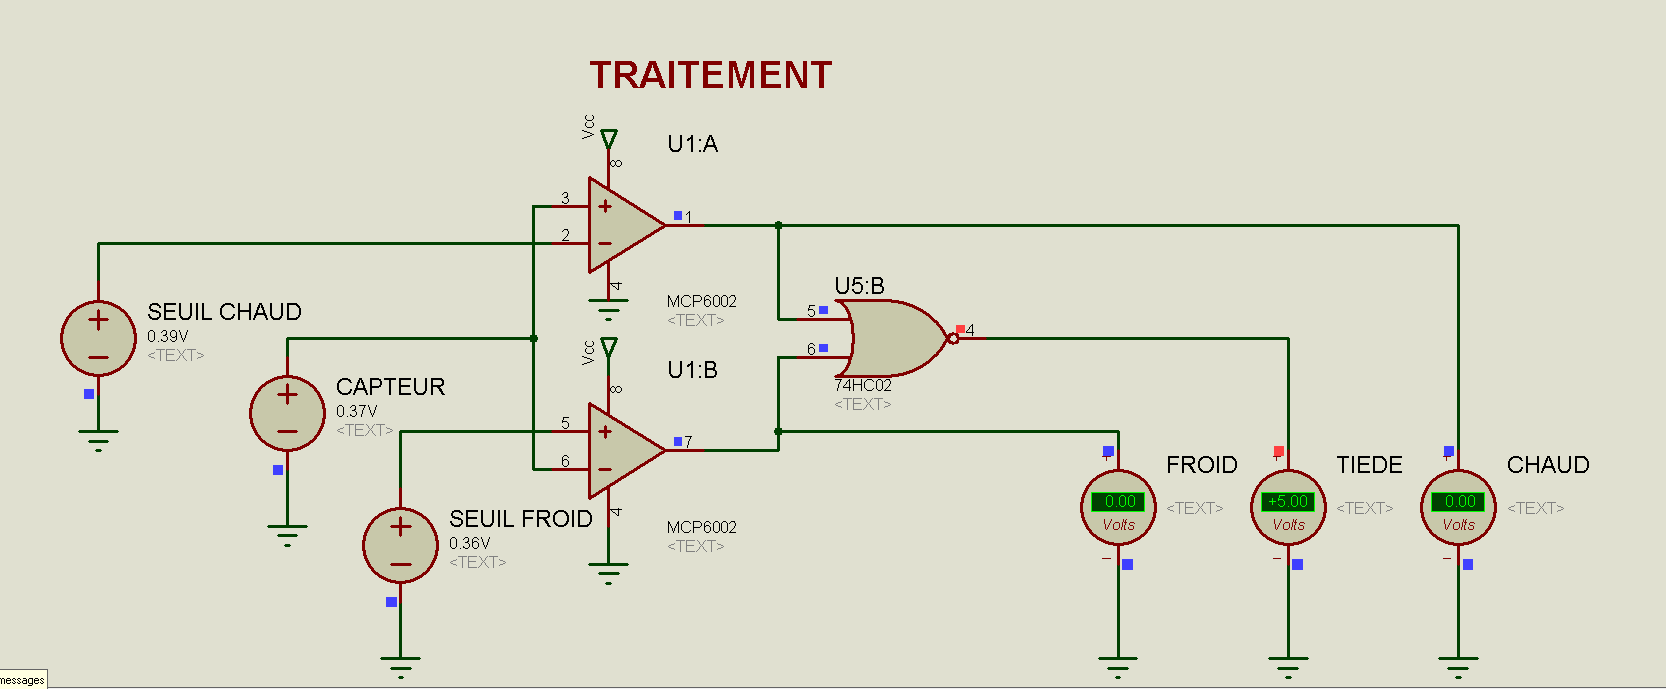 TRAITEMENT
Vcc
8
U1:A
3
+
2
−
1
4
MCP6002
<TEXT>
SEUIL CHAUD
0.39V
<TEXT>
CAPTEUR
0.37V
<TEXT>
Vcc
8
U1:B
5
+
6
−
7
4
MCP6002
<TEXT>
SEUIL FROID
0.36V
<TEXT>
U5:B
5
6
4
74HC02
<TEXT>
FROID
<TEXT>
0.00
Volts
TIEDE
<TEXT>
+5.00
Volts
CHAUD
<TEXT>
0.00
Volts
messages